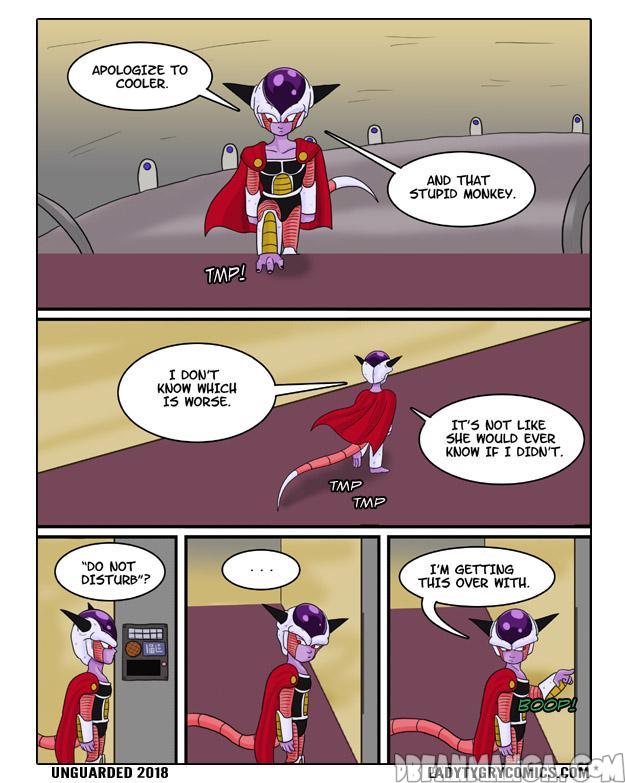 APOLOGIZE TO
COOLER.
AND THAT
STUPID MONKEY.
TMP!
I DON'T
KNOW WHICH
IS WORSE.
IT'S NOT LIKE
SHE WOULD EVER
KNOW IF I DIDN'T.
TMP
TMP
"DO NOT
DISTURB"?
...
I'M GETTING
THIS OVER WITH.
BOOP!
UNGUARDED 2018
LADYTYGRYCOMICS.COM
DREAMMANGA.COM